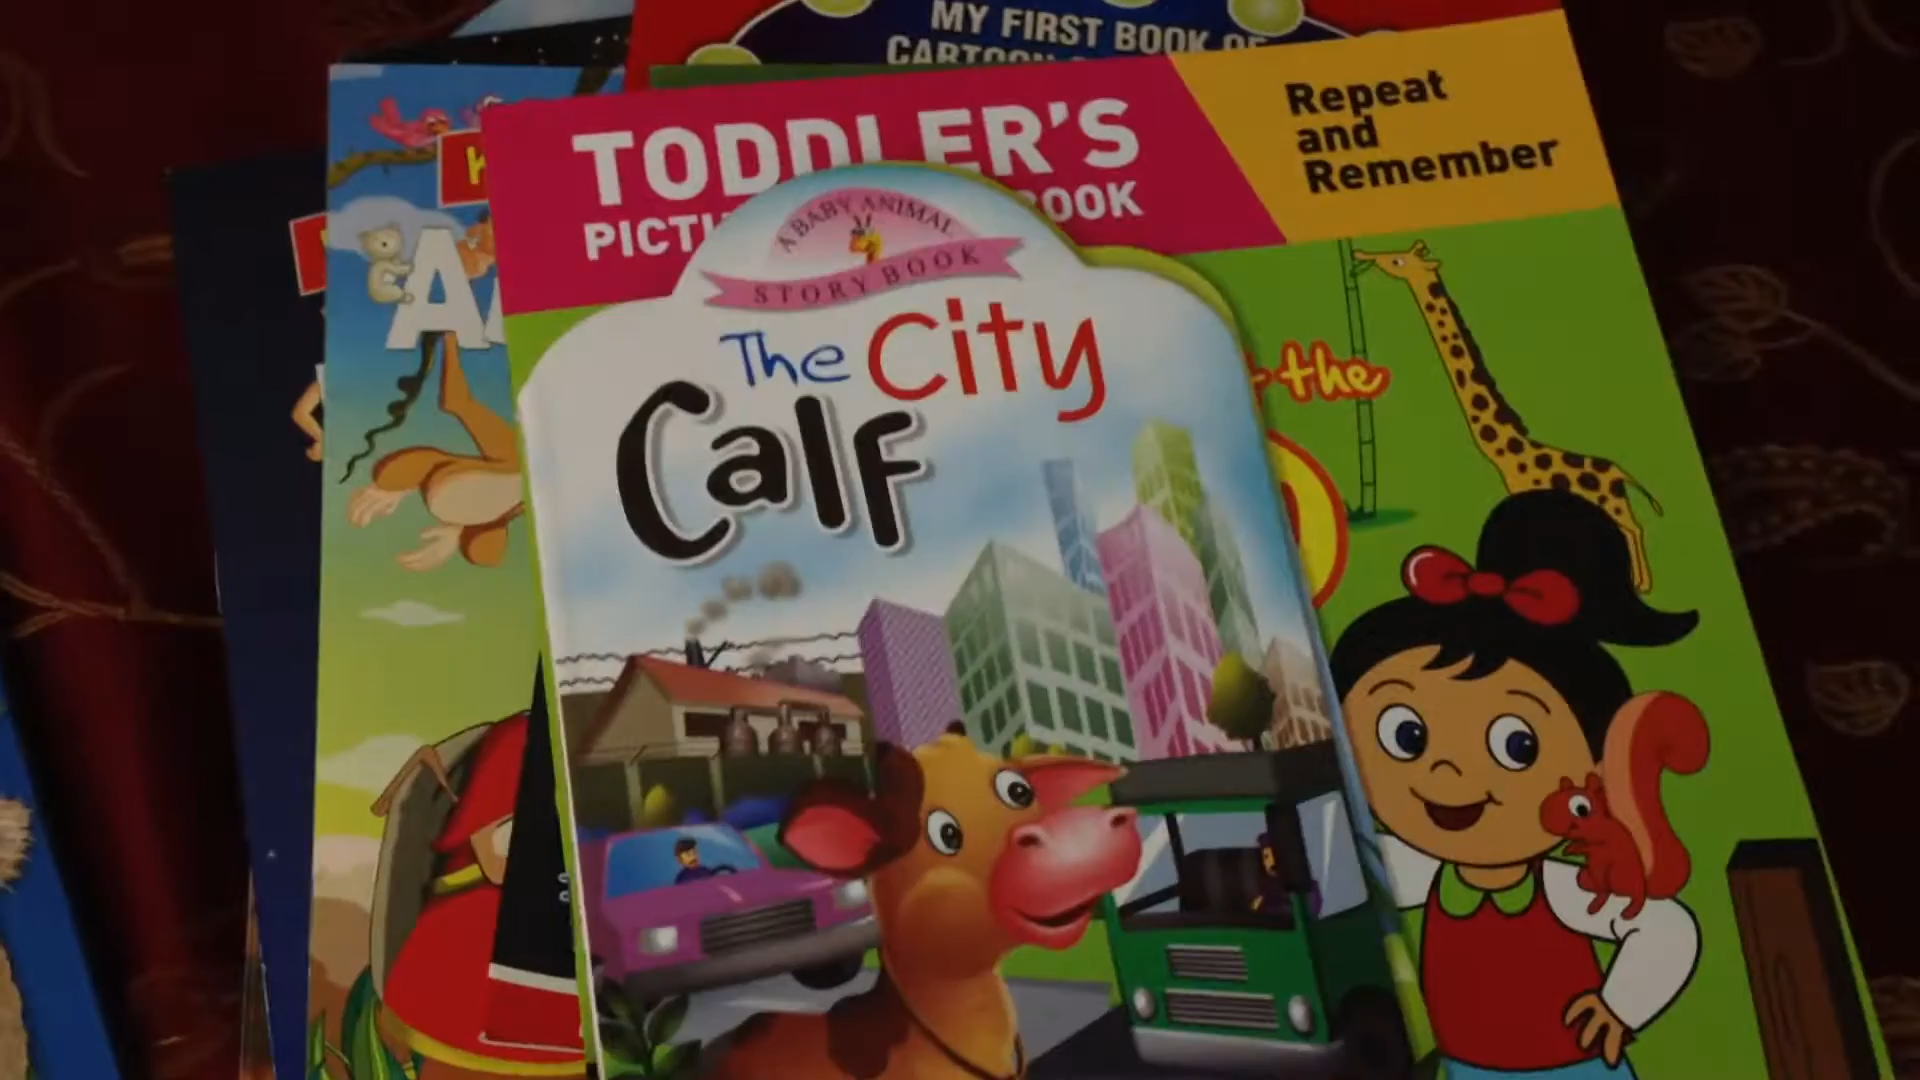 MY FIRST BOOK OF
TODDLER'S
Repeat
and
Remember
A BABY ANIMAL
STORY BOOK
The City
Calf
the